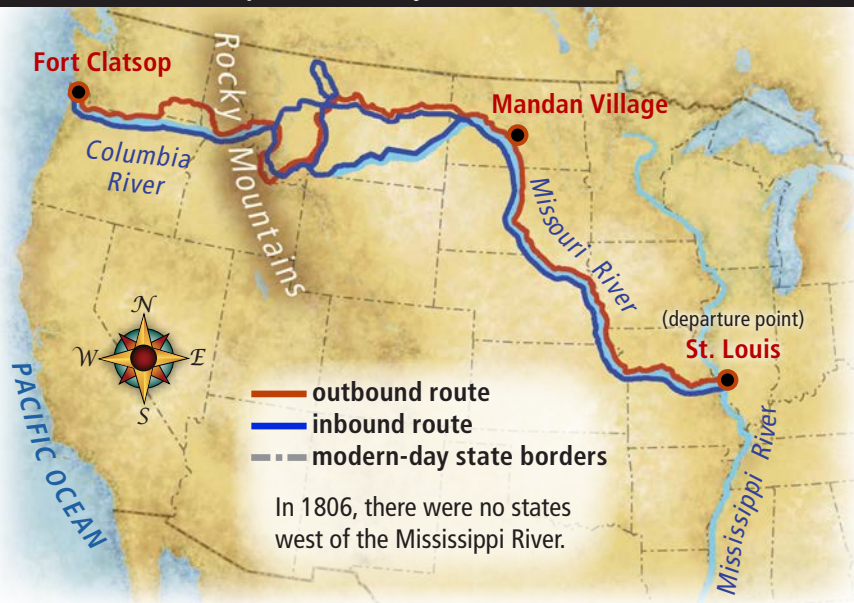 Fort Clatsop
Rocky Mountains
Mandan Village
Columbia
River
Missouri River
N
W
E
S
(departure point)
St. Louis
PACIFIC OCEAN
outbound route
inbound route
modern-day state borders
In 1806, there were no states
west of the Mississippi River.
Mississippi River